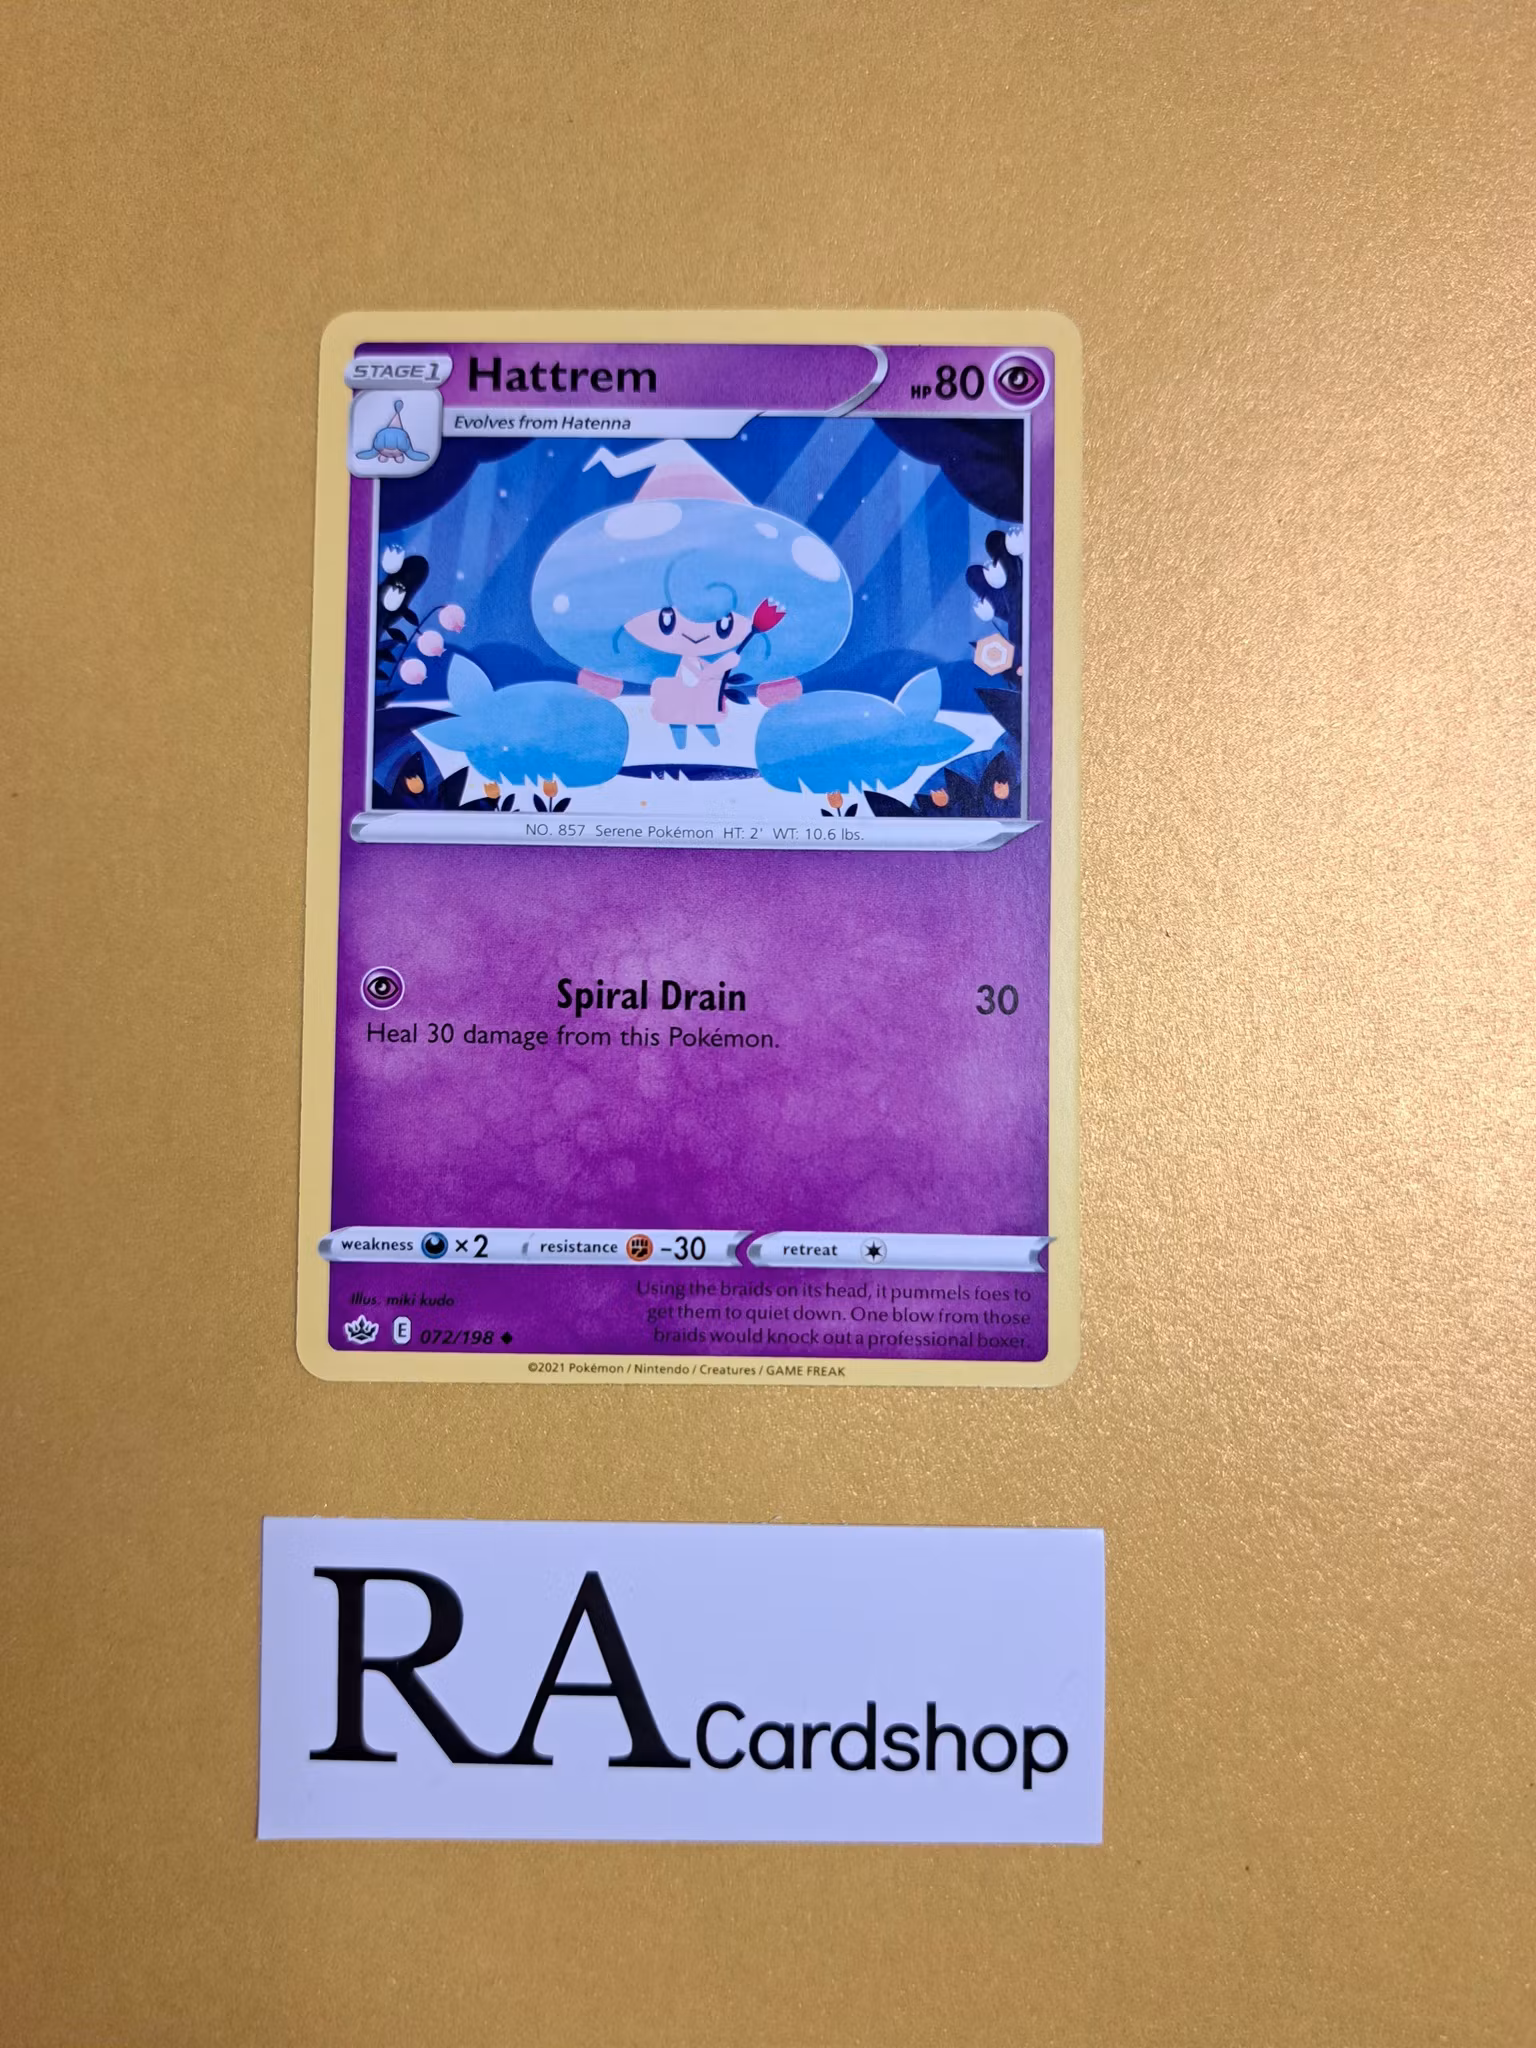 STAGE 1 Hattrem HP 80
Evolves from Hatenna
NO. 857 Serene Pokémon HT: 2' WT: 10.6 lbs.
Spiral Drain 30
Heal 30 damage from this Pokémon.
weakness ×2 resistance -30 retreat
Using the braids on its head, it pummels foes to
get them to quiet down. One blow from those
braids would knock out a professional boxer.
Illus. miki kudo
E 072/198
©2021 Pokémon / Nintendo / Creatures / GAME FREAK
RA Cardshop